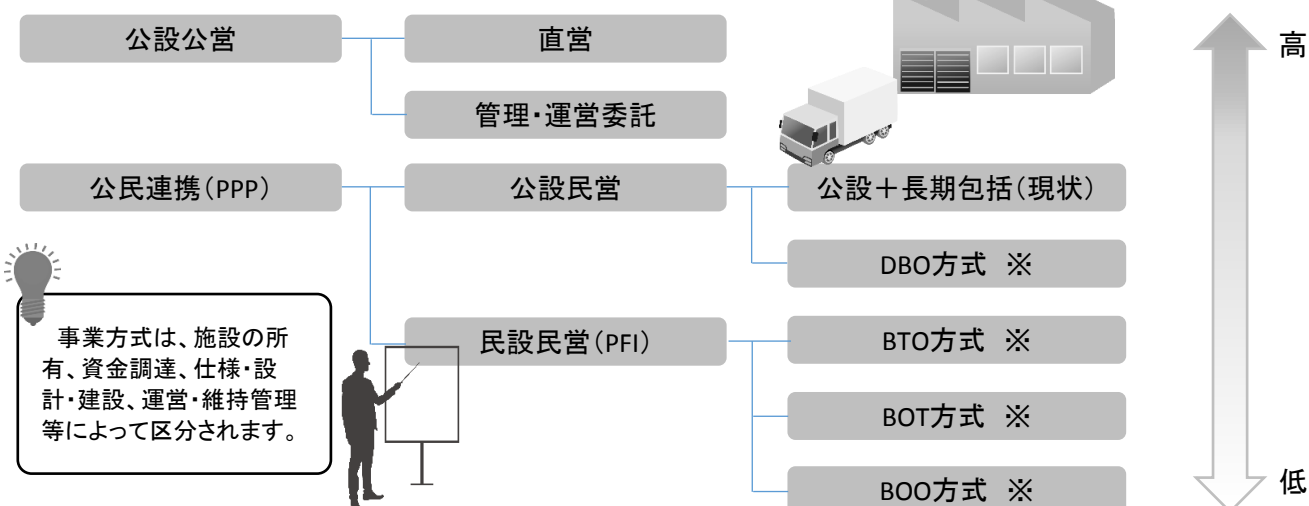 公設公営
直営
高
管理・運営委託
公民連携（PPP）
公設民営
公設＋長期包括（現状）
DBO方式　※
事業方式は、施設の所
有、資金調達、仕様・設
計・建設、運営・維持管理
等によって区分されます。
民設民営（PFI）
BTO方式　※
BOT方式　※
BOO方式　※
低